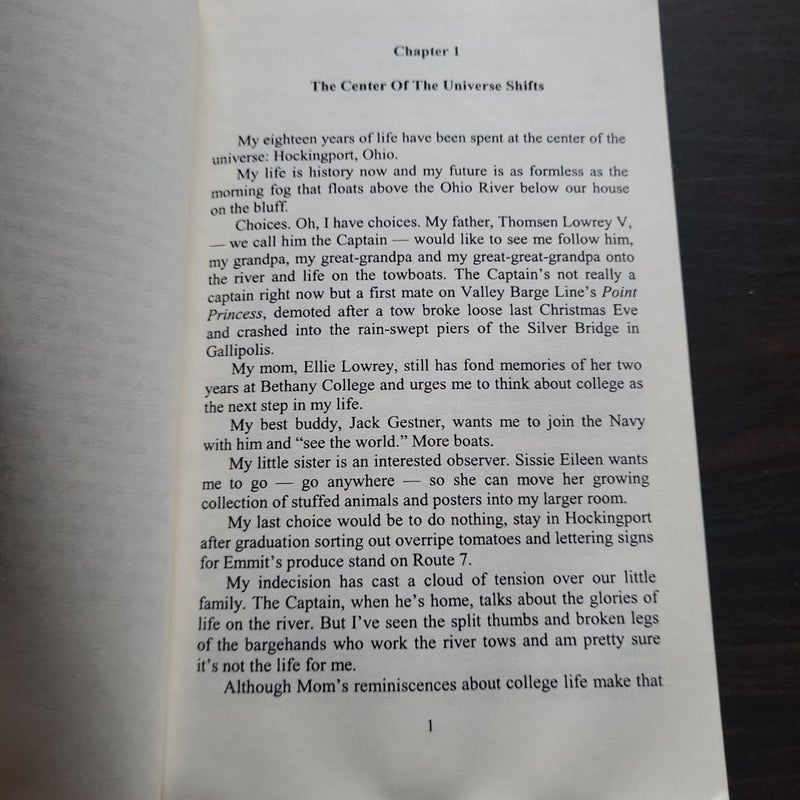 Chapter 1
The Center Of The Universe Shifts
My eighteen years of life have been spent at the center of the
universe: Hockingport, Ohio.
My life is history now and my future is as formless as the
morning fog that floats above the Ohio River below our house
on the bluff.
Choices. Oh, I have choices. My father, Thomsen Lowrey V,
— we call him the Captain — would like to see me follow him,
my grandpa, my great-grandpa and my great-great-grandpa onto
the river and life on the towboats. The Captain's not really a
captain right now but a first mate on Valley Barge Line's Point
Princess, demoted after a tow broke loose last Christmas Eve
and crashed into the rain-swept piers of the Silver Bridge in
Gallipolis.
My mom, Ellie Lowrey, still has fond memories of her two
years at Bethany College and urges me to think about college as
the next step in my life.
My best buddy, Jack Gestner, wants me to join the Navy
with him and “see the world.” More boats.
My little sister is an interested observer. Sissie Eileen wants
me to go — go anywhere — so she can move her growing
collection of stuffed animals and posters into my larger room.
My last choice would be to do nothing, stay in Hockingport
after graduation sorting out overripe tomatoes and lettering signs
for Emmit's produce stand on Route 7.
My indecision has cast a cloud of tension over our little
family. The Captain, when he's home, talks about the glories of
life on the river. But I've seen the split thumbs and broken legs
of the bargehands who work the river tows and am pretty sure
it's not the life for me.
Although Mom's reminiscences about college life make that
1